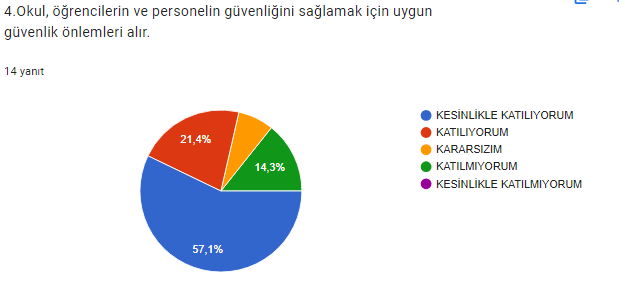 4.Okul, öğrencilerin ve personelin güvenliğini sağlamak için uygun
güvenlik önlemleri alır.
14 yanıt
21,4%
14,3%
57,1%
KESİNLİKLE KATILIYORUM
KATILIYORUM
KARARSIZIM
KATILMIYORUM
KESİNLİKLE KATILMIYORUM